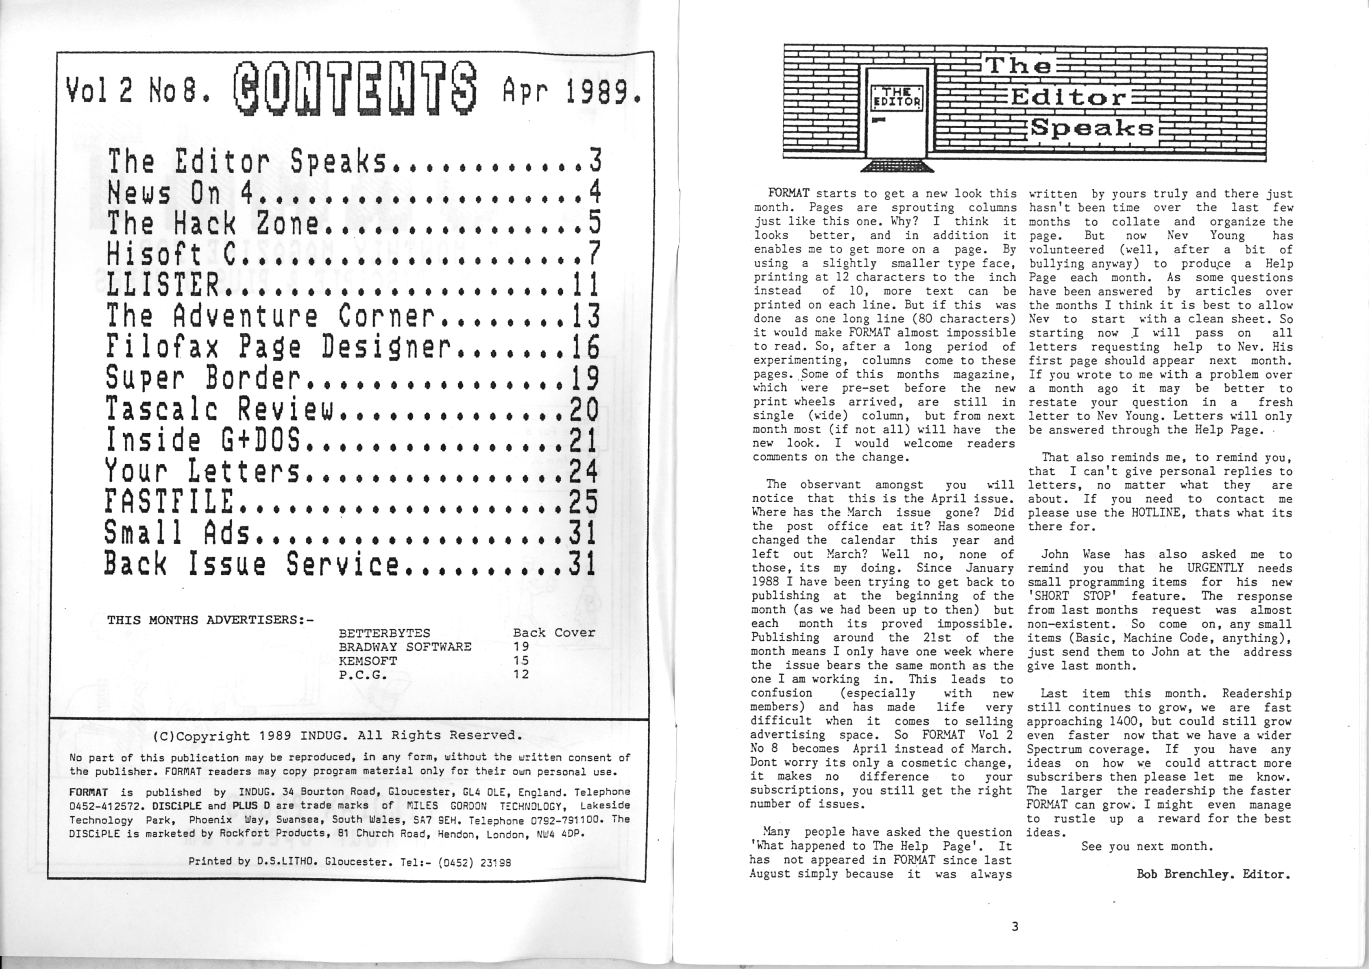 Vol 2 No 8. CONTENTS Apr 1989.
The Editor Speaks............3
News On 4....................4
The Hack Zone................5
Hisoft C.....................7
LLISTER.....................11
The Adventure Corner........13
Filofax Page Designer.......16
Super Border................19
Tascalc Review..............20
Inside G+DOS................21
Your Letters................24
FASTFILE....................25
Small Ads...................31
Back Issue Service..........31
THIS MONTHS ADVERTISERS:-
BETTERBYTES Back Cover
BRADWAY SOFTWARE 19
KEMSOFT 15
P.C.G. 12
(C)Copyright 1989 INDUG. All Rights Reserved.
No part of this publication may be reproduced, in any form, without the written consent of
the publisher. FORMAT readers may copy program material only for their own personal use.
FORMAT is published by INDUG. 34 Bourton Road, Gloucester, GL4 0LE, England. Telephone
0452-412572. DISCiPLE and PLUS D are trade marks of MILES GORDON TECHNOLOGY, Lakeside
Technology Park, Phoenix Way, Swansea, South Wales, SA7 9EH. Telephone 0792-791100. The
DISCiPLE is marketed by Rockfort Products, 81 Church Road, Hendon, London, NW4 4DP.
Printed by D.S.LITHO. Gloucester. Tel:- (0452) 23198
THE
EDITOR
The
Editor
Speaks
FORMAT starts to get a new look this
month. Pages are sprouting columns
just like this one. Why? I think it
looks better, and in addition it
enables me to get more on a page. By
using a slightly smaller type face,
printing at 12 characters to the inch
instead of 10, more text can be
printed on each line. But if this was
done as one long line (80 characters)
it would make FORMAT almost impossible
to read. So, after a long period of
experimenting, columns come to these
pages. Some of this months magazine,
which were pre-set before the new
print wheels arrived, are still in
single (wide) column, but from next
month most (if not all) will have the
new look. I would welcome readers
comments on the change.
The observant amongst you will
notice that this is the April issue.
Where has the March issue gone? Did
the post office eat it? Has someone
changed the calendar this year and
left out March? Well no, none of
those, its my doing. Since January
1988 I have been trying to get back to
publishing at the beginning of the
month (as we had been up to then) but
each month its proved impossible.
Publishing around the 21st of the
month means I only have one week where
the issue bears the same month as the
one I am working in. This leads to
confusion (especially with new
members) and has made life very
difficult when it comes to selling
advertising space. So FORMAT Vol 2
No 8 becomes April instead of March.
Dont worry its only a cosmetic change,
it makes no difference to your
subscriptions, you still get the right
number of issues.
Many people have asked the question
'What happened to The Help Page'. It
has not appeared in FORMAT since last
August simply because it was always
written by yours truly and there just
hasn't been time over the last few
months to collate and organize the
page. But now Nev Young has
volunteered (well, after a bit of
bullying anyway) to produce a Help
Page each month. As some questions
have been answered by articles over
the months I think it is best to allow
Nev to start with a clean sheet. So
starting now I will pass on all
letters requesting help to Nev. His
first page should appear next month.
If you wrote to me with a problem over
a month ago it may be better to
restate your question in a fresh
letter to Nev Young. Letters will only
be answered through the Help Page.
That also reminds me, to remind you,
that I can't give personal replies to
letters, no matter what they are
about. If you need to contact me
please use the HOTLINE, thats what its
there for.
John Wase has also asked me to
remind you that he URGENTLY needs
small programming items for his new
'SHORT STOP' feature. The response
from last months request was almost
non-existent. So come on, any small
items (Basic, Machine Code, anything),
just send them to John at the address
give last month.
Last item this month. Readership
still continues to grow, we are fast
approaching 1400, but could still grow
even faster now that we have a wider
Spectrum coverage. If you have any
ideas on how we could attract more
subscribers then please let me know.
The larger the readership the faster
FORMAT can grow. I might even manage
to rustle up a reward for the best
ideas.
See you next month.
Bob Brenchley. Editor.
3